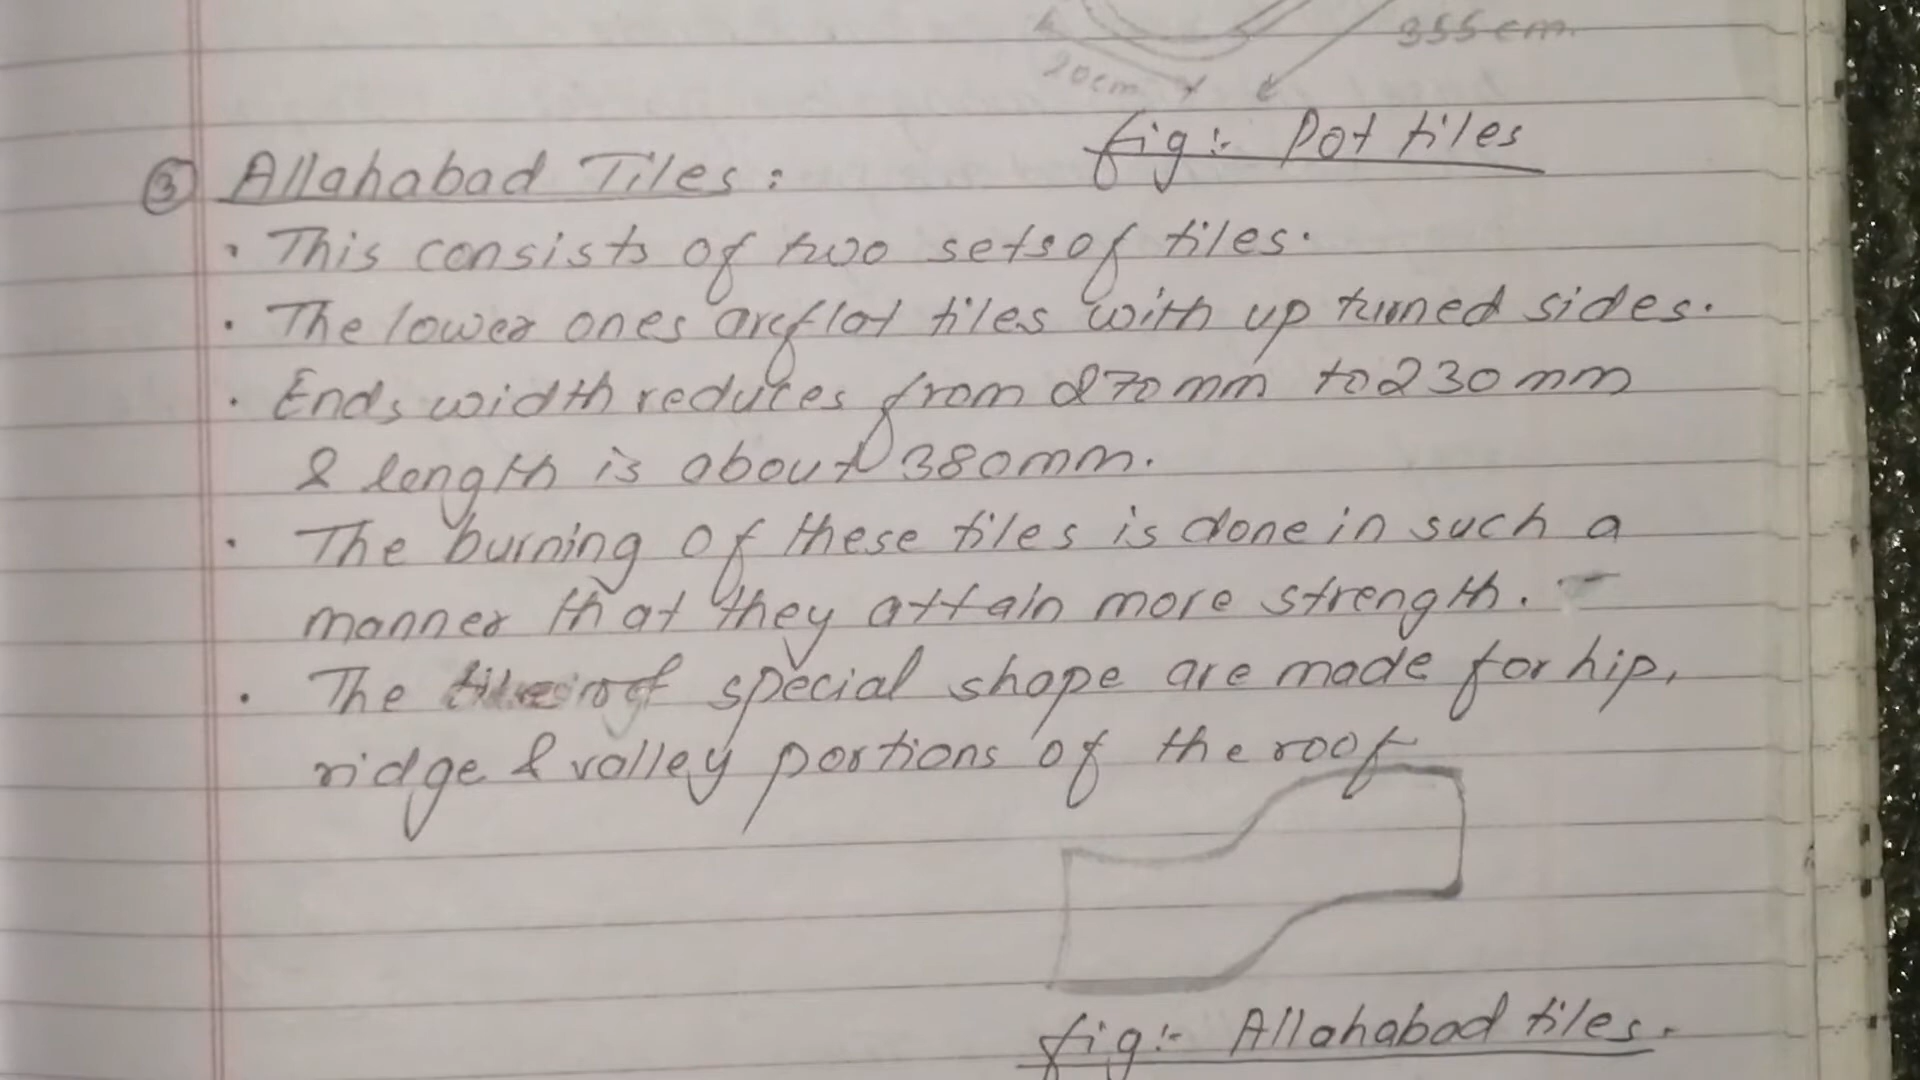 355cm
20cm
fig:- Pot tiles
③ Allahabad Tiles:
· This consists of two sets of tiles.
· The lower ones are flat tiles with up turned sides.
· Ends width reduces from 270mm to 230mm
& length is about 380mm.
· The burning of these tiles is done in such a
manner that they attain more strength.
· The of special shape are made for hip,
ridge & valley portions of the roof
fig:- Allahabad tiles.